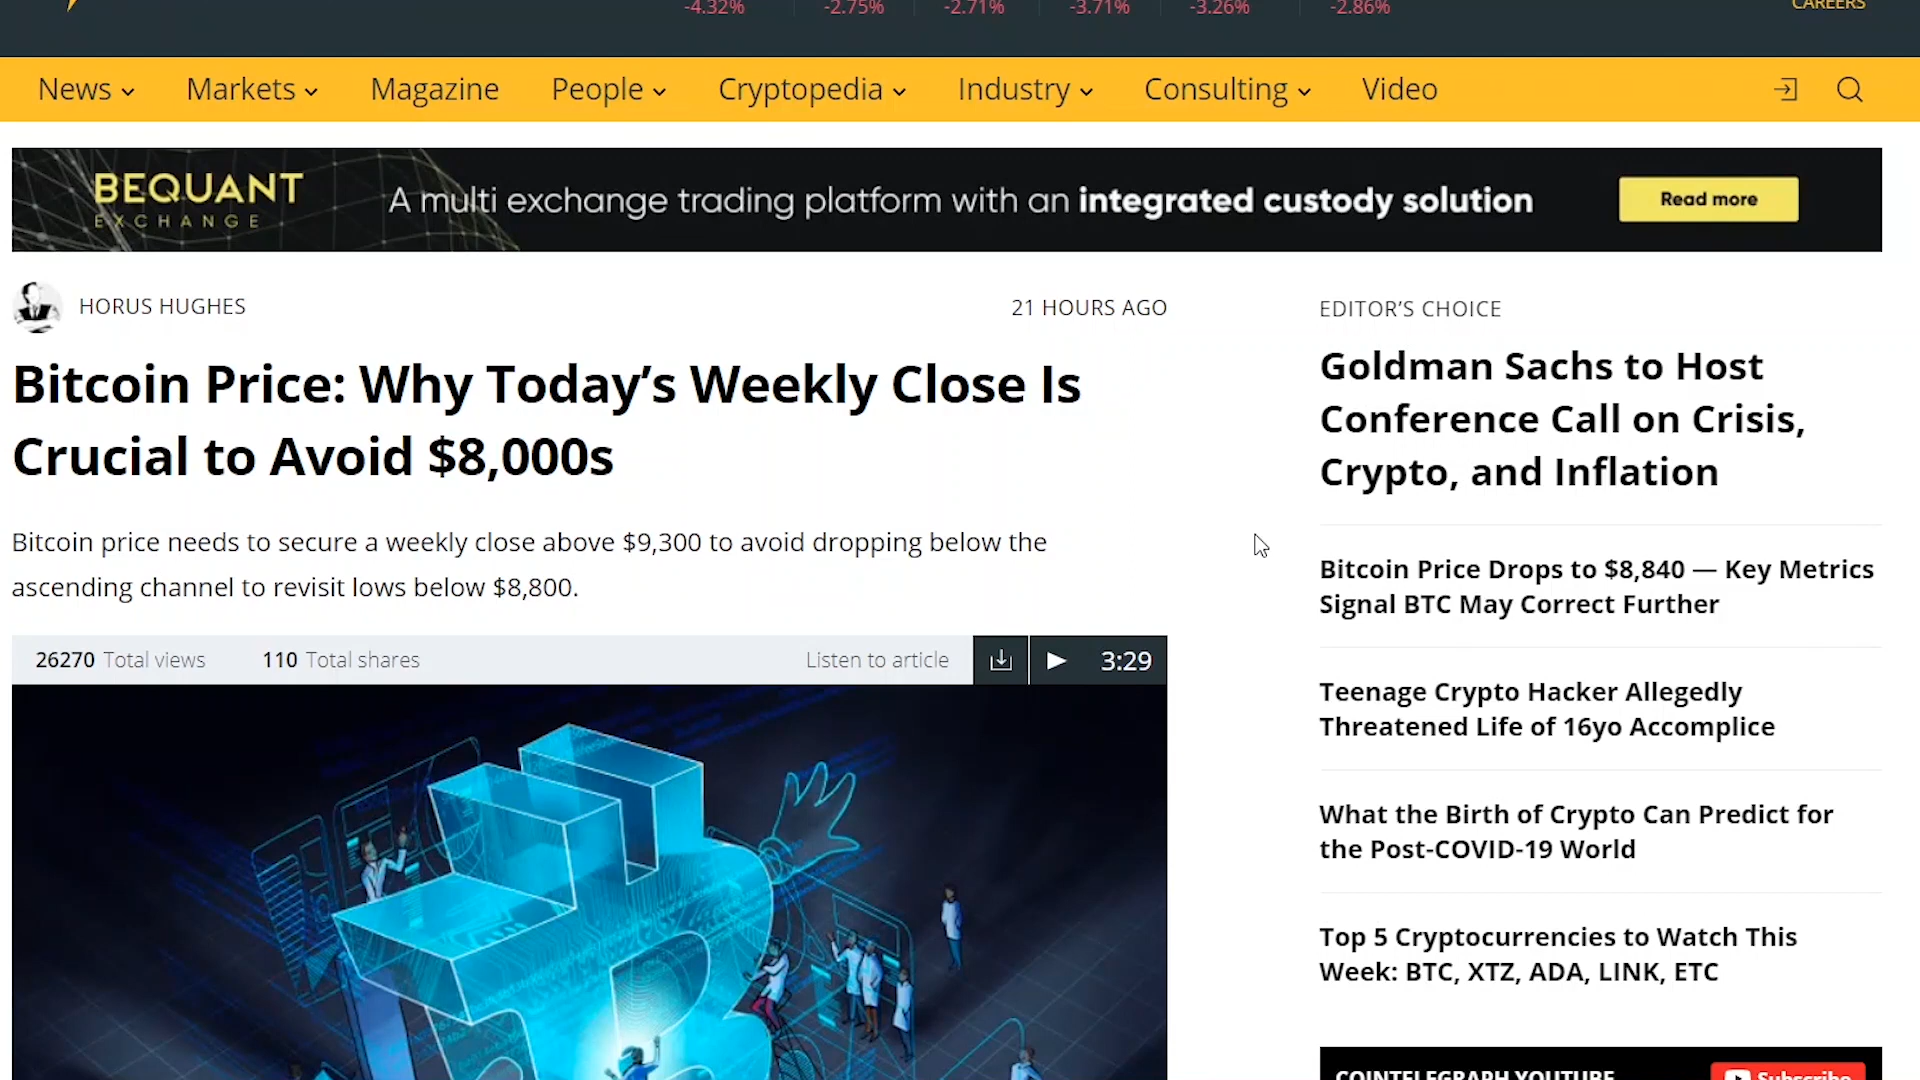 -4.32% -2.75% -2.71% -3.71% -3.26% -2.86% CAREERS
News Markets Magazine People Cryptopedia Industry Consulting Video
BEQUANT
EXCHANGE
A multi exchange trading platform with an integrated custody solution
Read more
HORUS HUGHES
21 HOURS AGO
Bitcoin Price: Why Today’s Weekly Close Is
Crucial to Avoid $8,000s
Bitcoin price needs to secure a weekly close above $9,300 to avoid dropping below the
ascending channel to revisit lows below $8,800.
26270 Total views 110 Total shares Listen to article 3:29
EDITOR’S CHOICE
Goldman Sachs to Host
Conference Call on Crisis,
Crypto, and Inflation
Bitcoin Price Drops to $8,840 — Key Metrics
Signal BTC May Correct Further
Teenage Crypto Hacker Allegedly
Threatened Life of 16yo Accomplice
What the Birth of Crypto Can Predict for
the Post-COVID-19 World
Top 5 Cryptocurrencies to Watch This
Week: BTC, XTZ, ADA, LINK, ETC
COINTELEGRAPH YOUTUBE
Subscribe